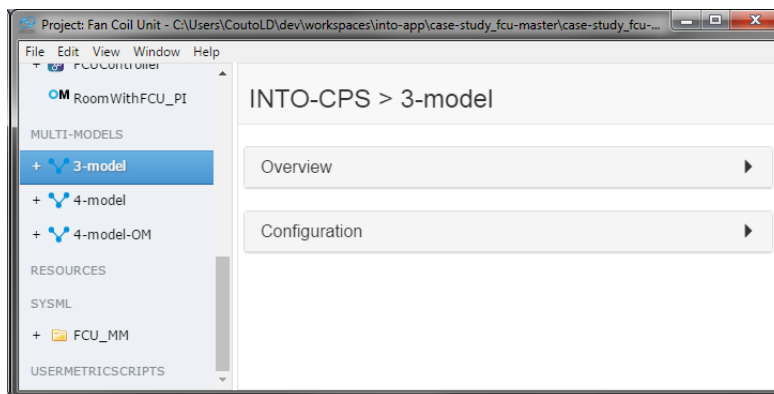 Project: Fan Coil Unit - C:\Users\CoutoLD\dev\workspaces\into-app\case-study_fcu-master\case-study_fcu-...
File Edit View Window Help
+ FCUController
OM RoomWithFCU_PI
MULTI-MODELS
+ 3-model
+ 4-model
+ 4-model-OM
RESOURCES
SYSML
+ FCU_MM
USERMETRICSCRIPTS
INTO-CPS > 3-model
Overview
Configuration